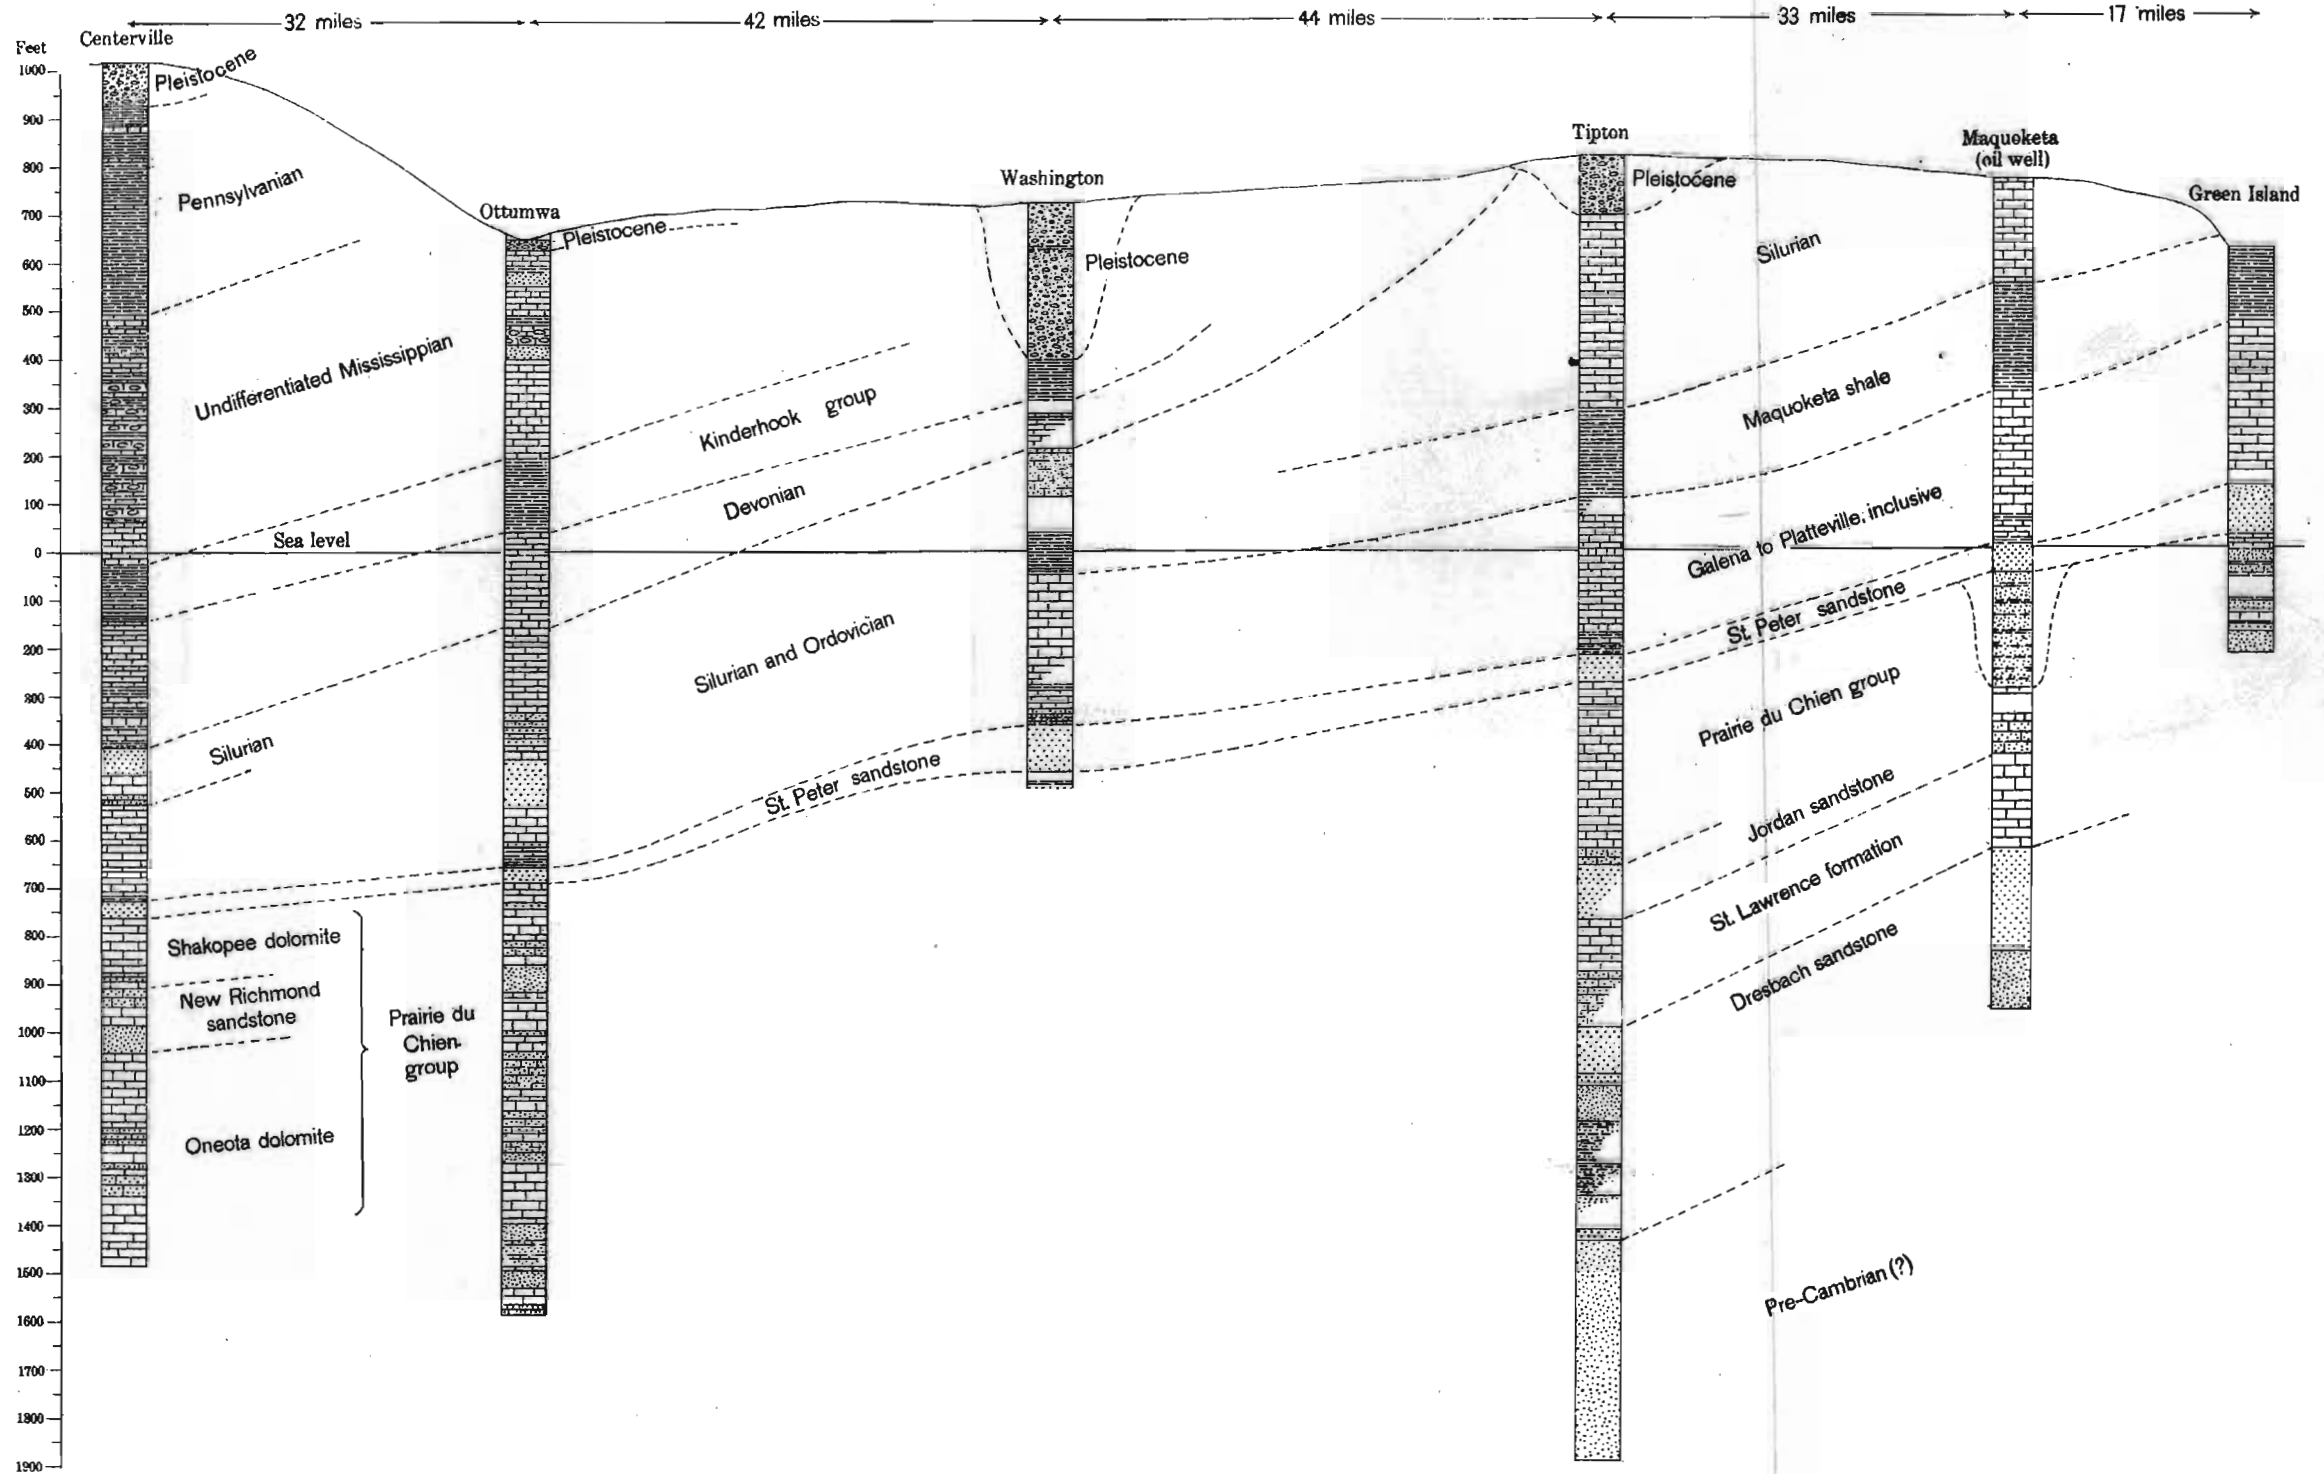 32 miles
42 miles
44 miles
33 miles
17 miles
Centerville
Feet
Pleistocene
1000
900
800
700
600
500
400
300
200
100
0
100
200
300
400
500
600
700
800
900
1000
1100
1200
1300
1400
1500
1600
1700
1800
1900
Tipton
Maquoketa
(oil well)
Washington
Pleistocene
Green Island
Pennsylvanian
Ottumwa
Pleistocene
Silurian
Pleistocene
Undifferentiated Mississippian
Kinderhook group
Maquoketa shale
Devonian
Sea level
Galena to Platteville, inclusive
St. Peter sandstone
Silurian and Ordovician
Silurian
Prairie du Chien group
St. Peter sandstone
Jordan sandstone
St. Lawrence formation
Shakopee dolomite
Dresbach sandstone
New Richmond
sandstone
Prairie du
Chien
group
Oneota dolomite
Pre-Cambrian (?)